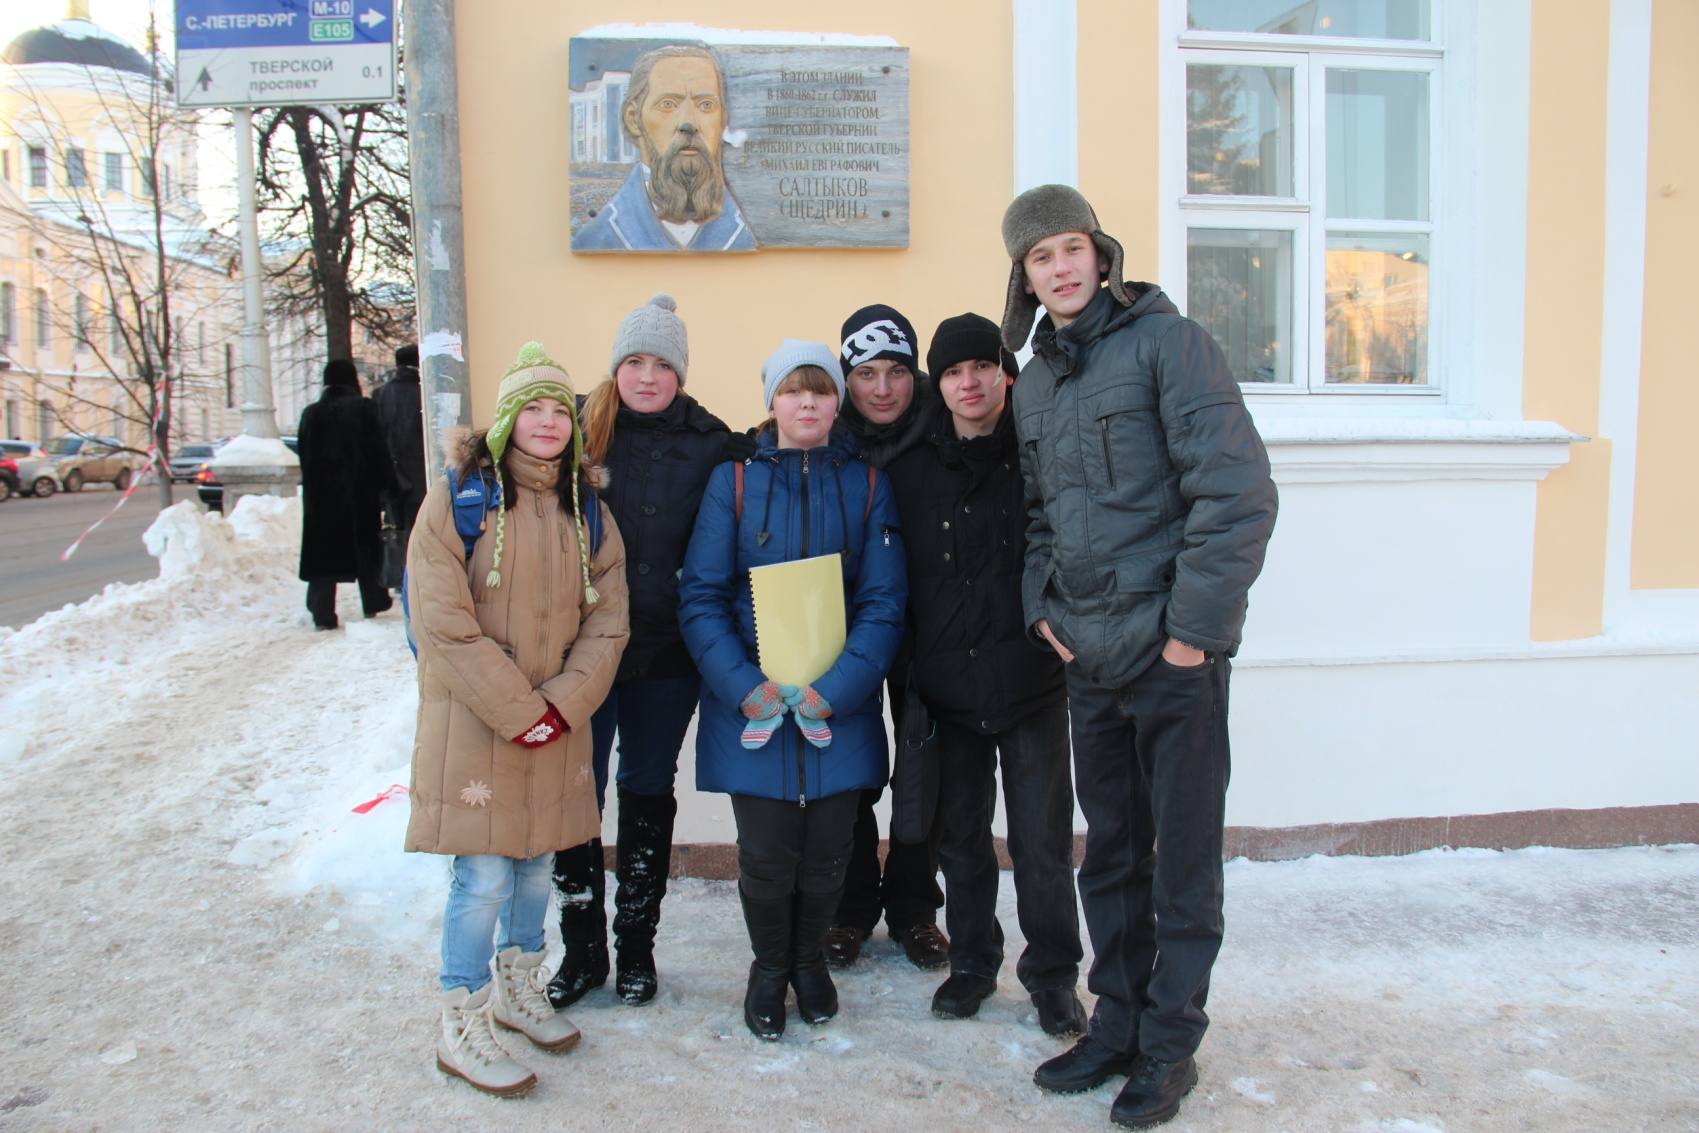 С.-ПЕТЕРБУРГ
М-10
Е105
ТВЕРСКОЙ
проспект
0.1
В ЭТОМ ЗДАНИИ
В 1860-1862 г.г. СЛУЖИЛ
ВИЦЕ-ГУБЕРНАТОРОМ
ТВЕРСКОЙ ГУБЕРНИИ
ВЕЛИКИЙ РУССКИЙ ПИСАТЕЛЬ
МИХАИЛ ЕВГРАФОВИЧ
САЛТЫКОВ
(ЩЕДРИН)
DC